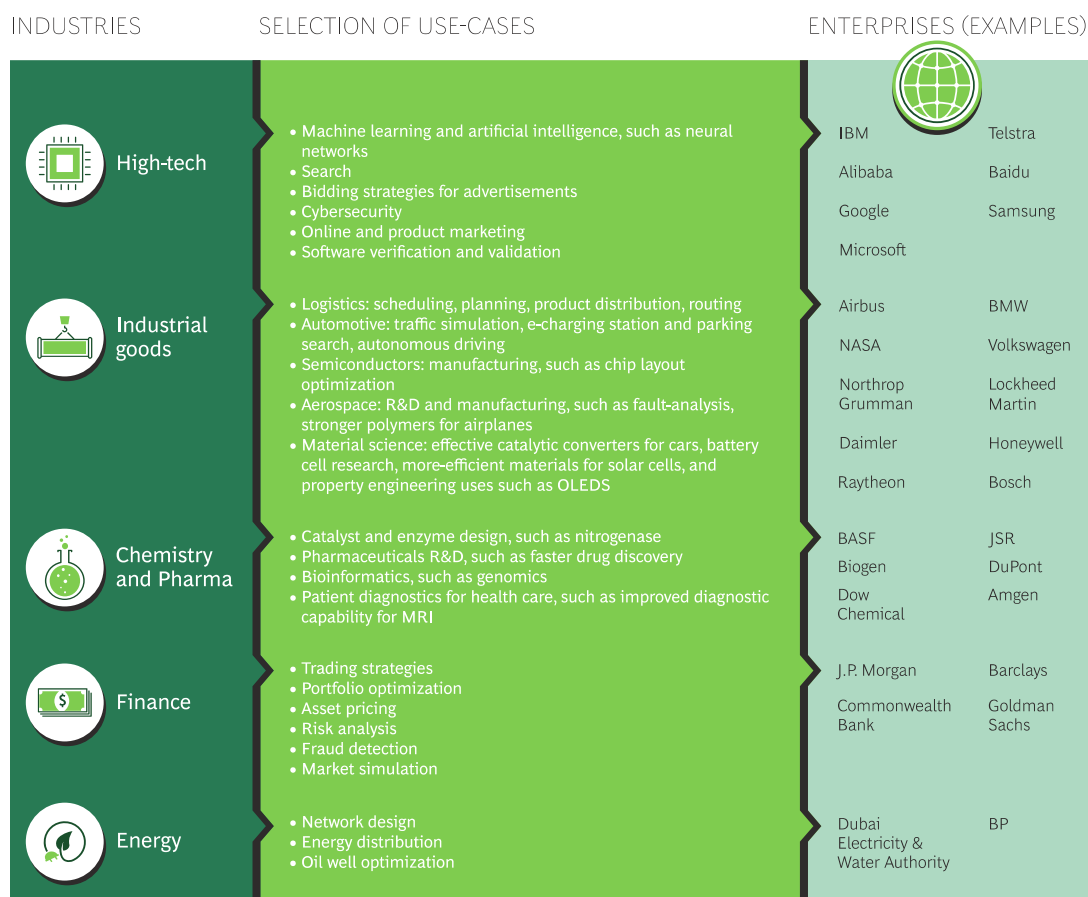 INDUSTRIES
SELECTION OF USE-CASES
ENTERPRISES (EXAMPLES)
High-tech
• Machine learning and artificial intelligence, such as neural
networks
• Search
• Bidding strategies for advertisements
• Cybersecurity
• Online and product marketing
• Software verification and validation
IBM
Telstra
Alibaba
Baidu
Google
Samsung
Microsoft
Industrial
goods
• Logistics: scheduling, planning, product distribution, routing
• Automotive: traffic simulation, e-charging station and parking
search, autonomous driving
• Semiconductors: manufacturing, such as chip layout
optimization
• Aerospace: R&D and manufacturing, such as fault-analysis,
stronger polymers for airplanes
• Material science: effective catalytic converters for cars, battery
cell research, more-efficient materials for solar cells, and
property engineering uses such as OLEDS
Airbus
BMW
NASA
Volkswagen
Northrop
Grumman
Lockheed
Martin
Daimler
Honeywell
Raytheon
Bosch
Chemistry
and Pharma
• Catalyst and enzyme design, such as nitrogenase
• Pharmaceuticals R&D, such as faster drug discovery
• Bioinformatics, such as genomics
• Patient diagnostics for health care, such as improved diagnostic
capability for MRI
BASF
JSR
Biogen
DuPont
Dow
Chemical
Amgen
$
Finance
• Trading strategies
• Portfolio optimization
• Asset pricing
• Risk analysis
• Fraud detection
• Market simulation
J.P. Morgan
Barclays
Commonwealth
Bank
Goldman
Sachs
Energy
• Network design
• Energy distribution
• Oil well optimization
Dubai
Electricity &
Water Authority
BP